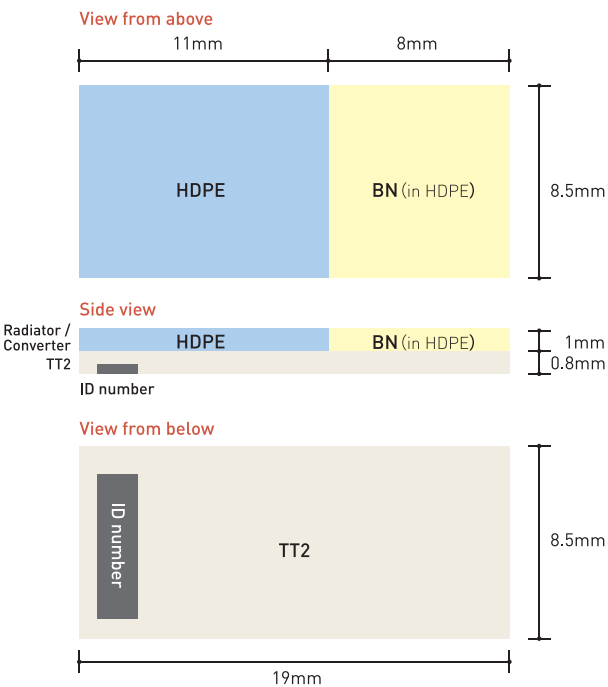 View from above
11mm
8mm
HDPE
BN (in HDPE)
8.5mm
Side view
Radiator /
Converter
HDPE
BN (in HDPE)
1mm
TT2
0.8mm
ID number
View from below
ID number
TT2
8.5mm
19mm